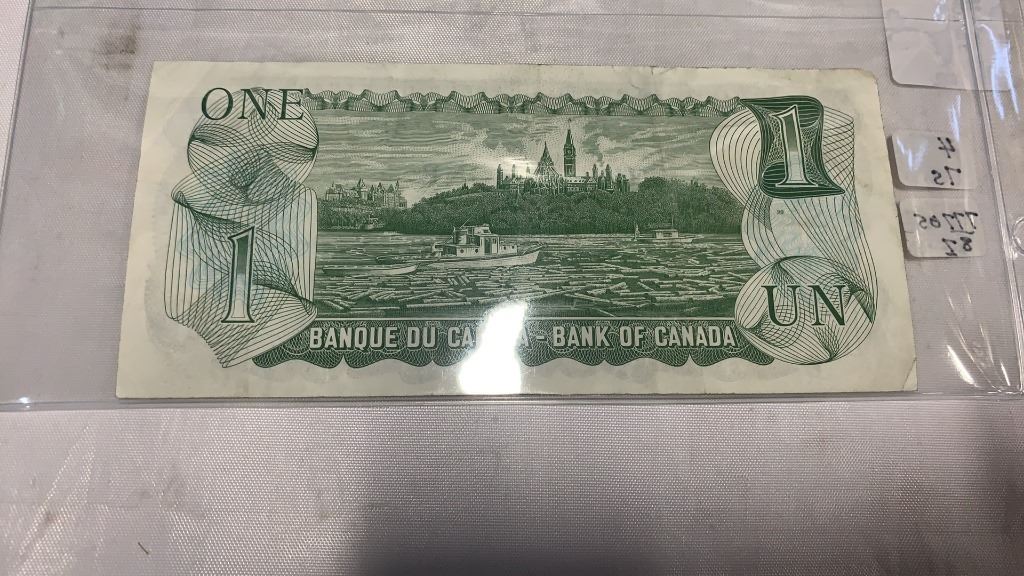 ONE
1
1
UN
BANQUE DU CA A - BANK OF CANADA